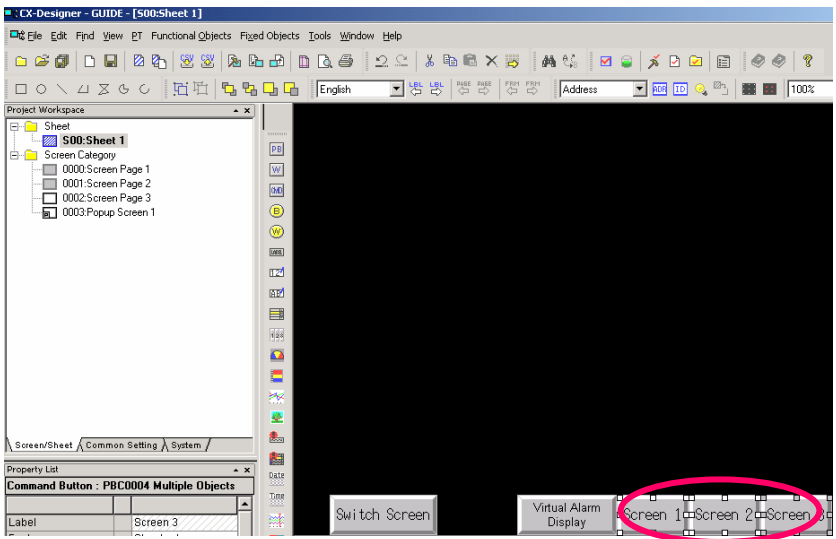 CX-Designer - GUIDE - [S00:Sheet 1]
File Edit Find View PT Functional Objects Fixed Objects Tools Window Help
English
Address
100%
Project Workspace
Sheet
S00:Sheet 1
Screen Category
0000:Screen Page 1
0001:Screen Page 2
0002:Screen Page 3
0003:Popup Screen 1
Screen/Sheet Common Setting System
Property List
Command Button : PBC0004 Multiple Objects
Label Screen 3
Date
Time
Switch Screen
Virtual Alarm
Display
Screen 1
Screen 2
Screen 3